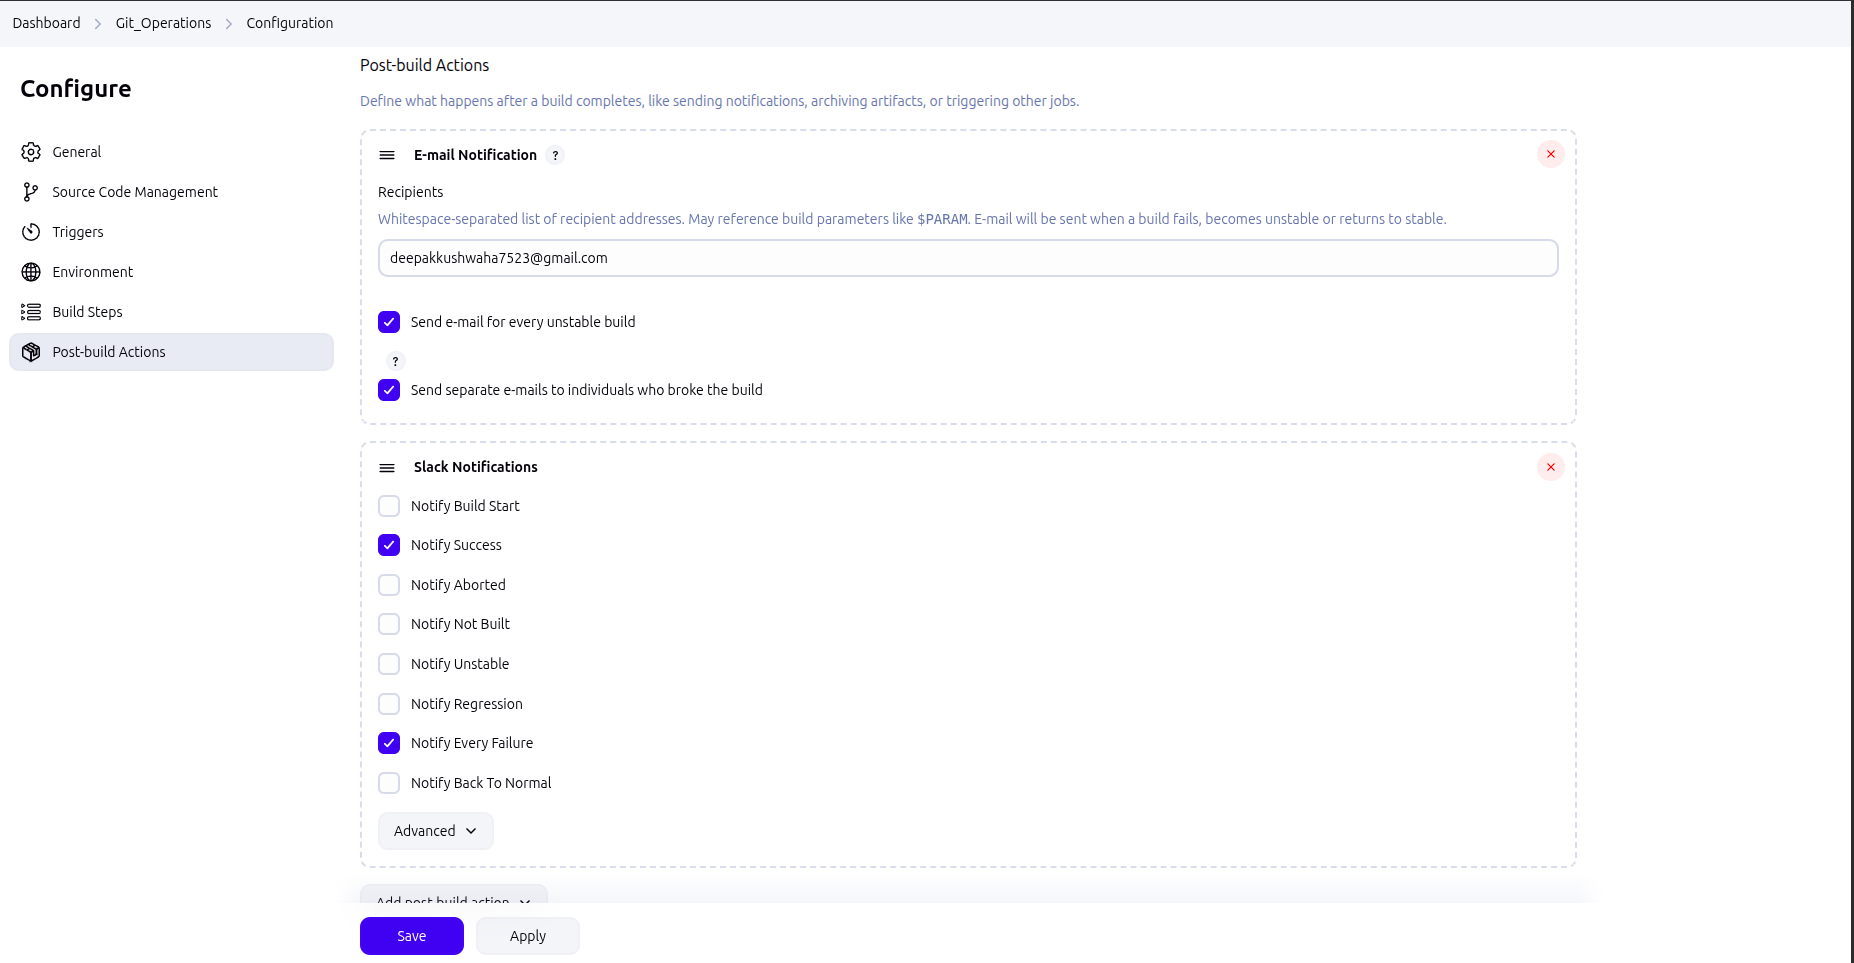 Dashboard > Git_Operations > Configuration
Configure
General
Source Code Management
Triggers
Environment
Build Steps
Post-build Actions
Post-build Actions
Define what happens after a build completes, like sending notifications, archiving artifacts, or triggering other jobs.
E-mail Notification ?
Recipients
Whitespace-separated list of recipient addresses. May reference build parameters like $PARAM. E-mail will be sent when a build fails, becomes unstable or returns to stable.
deepakkushwaha7523@gmail.com
Send e-mail for every unstable build
?
Send separate e-mails to individuals who broke the build
Slack Notifications
Notify Build Start
Notify Success
Notify Aborted
Notify Not Built
Notify Unstable
Notify Regression
Notify Every Failure
Notify Back To Normal
Advanced
Add post-build action
Save
Apply